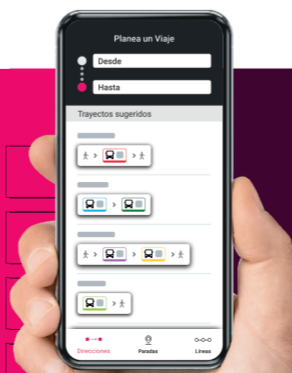 Planea un Viaje
Desde
Hasta
Trayectos sugeridos
Direcciones
Paradas
Líneas